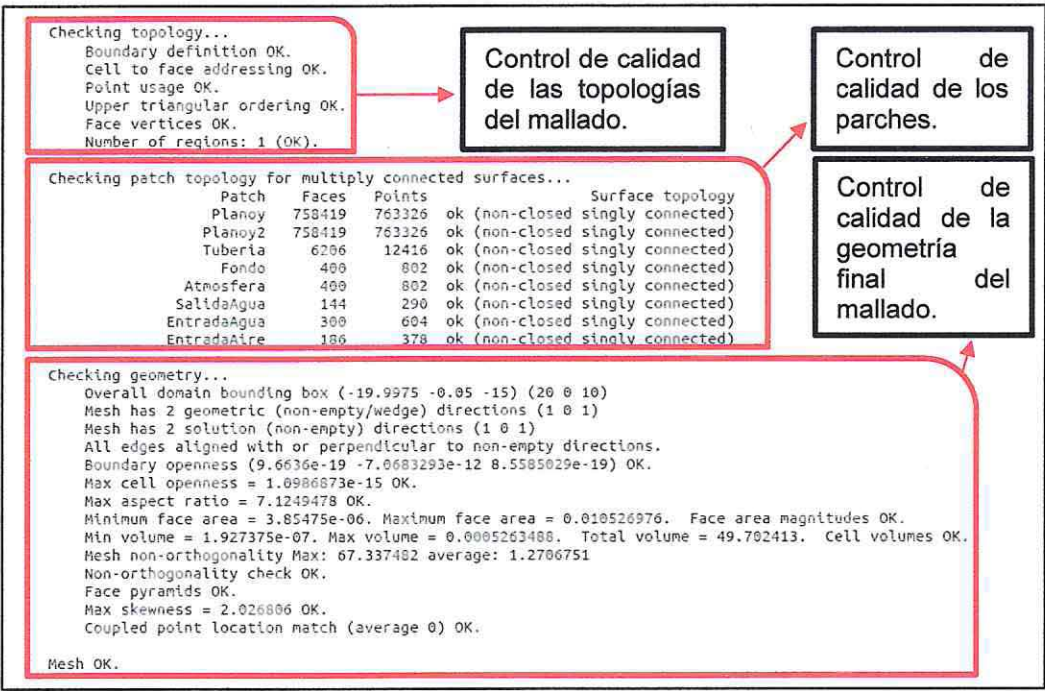 Checking topology...
Boundary definition OK.
Cell to face addressing OK.
Point usage OK.
Upper triangular ordering OK.
Face vertices OK.
Number of regions: 1 (OK).
Control de calidad
de las topologías
del mallado.
Control de
calidad de los
parches.
Checking patch topology for multiply connected surfaces...
Patch Faces Points Surface topology
Planoy 758419 763326 ok (non-closed singly connected)
Planoy2 758419 763326 ok (non-closed singly connected)
Tuberia 6206 12416 ok (non-closed singly connected)
Fondo 400 802 ok (non-closed singly connected)
Atmosfera 400 802 ok (non-closed singly connected)
SalidaAgua 144 290 ok (non-closed singly connected)
EntradaAgua 300 604 ok (non-closed singly connected)
EntradaAire 186 378 ok (non-closed singly connected)
Control de
calidad de la
geometría
final del
mallado.
Checking geometry...
Overall domain bounding box (-19.9975 -0.05 -15) (20 0 10)
Mesh has 2 geometric (non-empty/wedge) directions (1 0 1)
Mesh has 2 solution (non-empty) directions (1 0 1)
All edges aligned with or perpendicular to non-empty directions.
Boundary openness (9.6636e-19 -7.0683293e-12 8.5585029e-19) OK.
Max cell openness = 1.0986873e-15 OK.
Max aspect ratio = 7.1249478 OK.
Minimum face area = 3.85475e-06. Maximum face area = 0.010526976. Face area magnitudes OK.
Min volume = 1.927375e-07. Max volume = 0.0005263488. Total volume = 49.702413. Cell volumes OK.
Mesh non-orthogonality Max: 67.337482 average: 1.2706751
Non-orthogonality check OK.
Face pyramids OK.
Max skewness = 2.026806 OK.
Coupled point location match (average 0) OK.
Mesh OK.